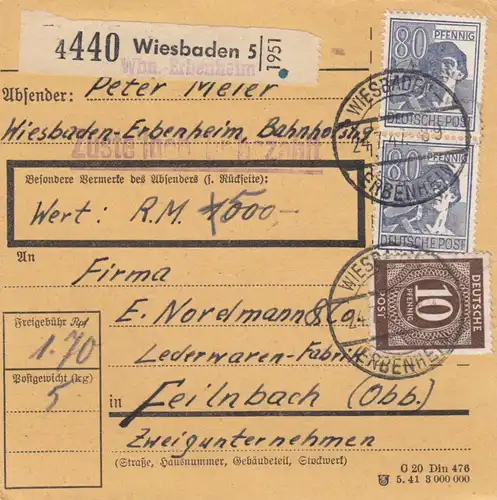 4440 Wiesbaden 5
1951
Wbn.-Erbenheim
80
DEUTSCHE POST
80
DEUTSCHE POST
DEUTSCHE
10
PFENNIG
POST
WIESBADEN
ERBENHEIM
WIESBADEN
ERBENHEIM
Absender: Peter Meier
Wiesbaden-Erbenheim, Bahnhofstr.
Besondere Vermerke des Absenders (s. Rückseite):
Wert: R.M. 1500.-
An
Firma
E. Nordmann & Co.
Lederwaren-Fabrik
in Feilnbach (Obb.)
Zweigunternehmen
(Straße, Hausnummer, Gebäudeteil, Stockwerk)
Freigebühr Rpf
1.70
Postgewicht (kg)
5
C 20 Din 476
5. 41 3 000 000